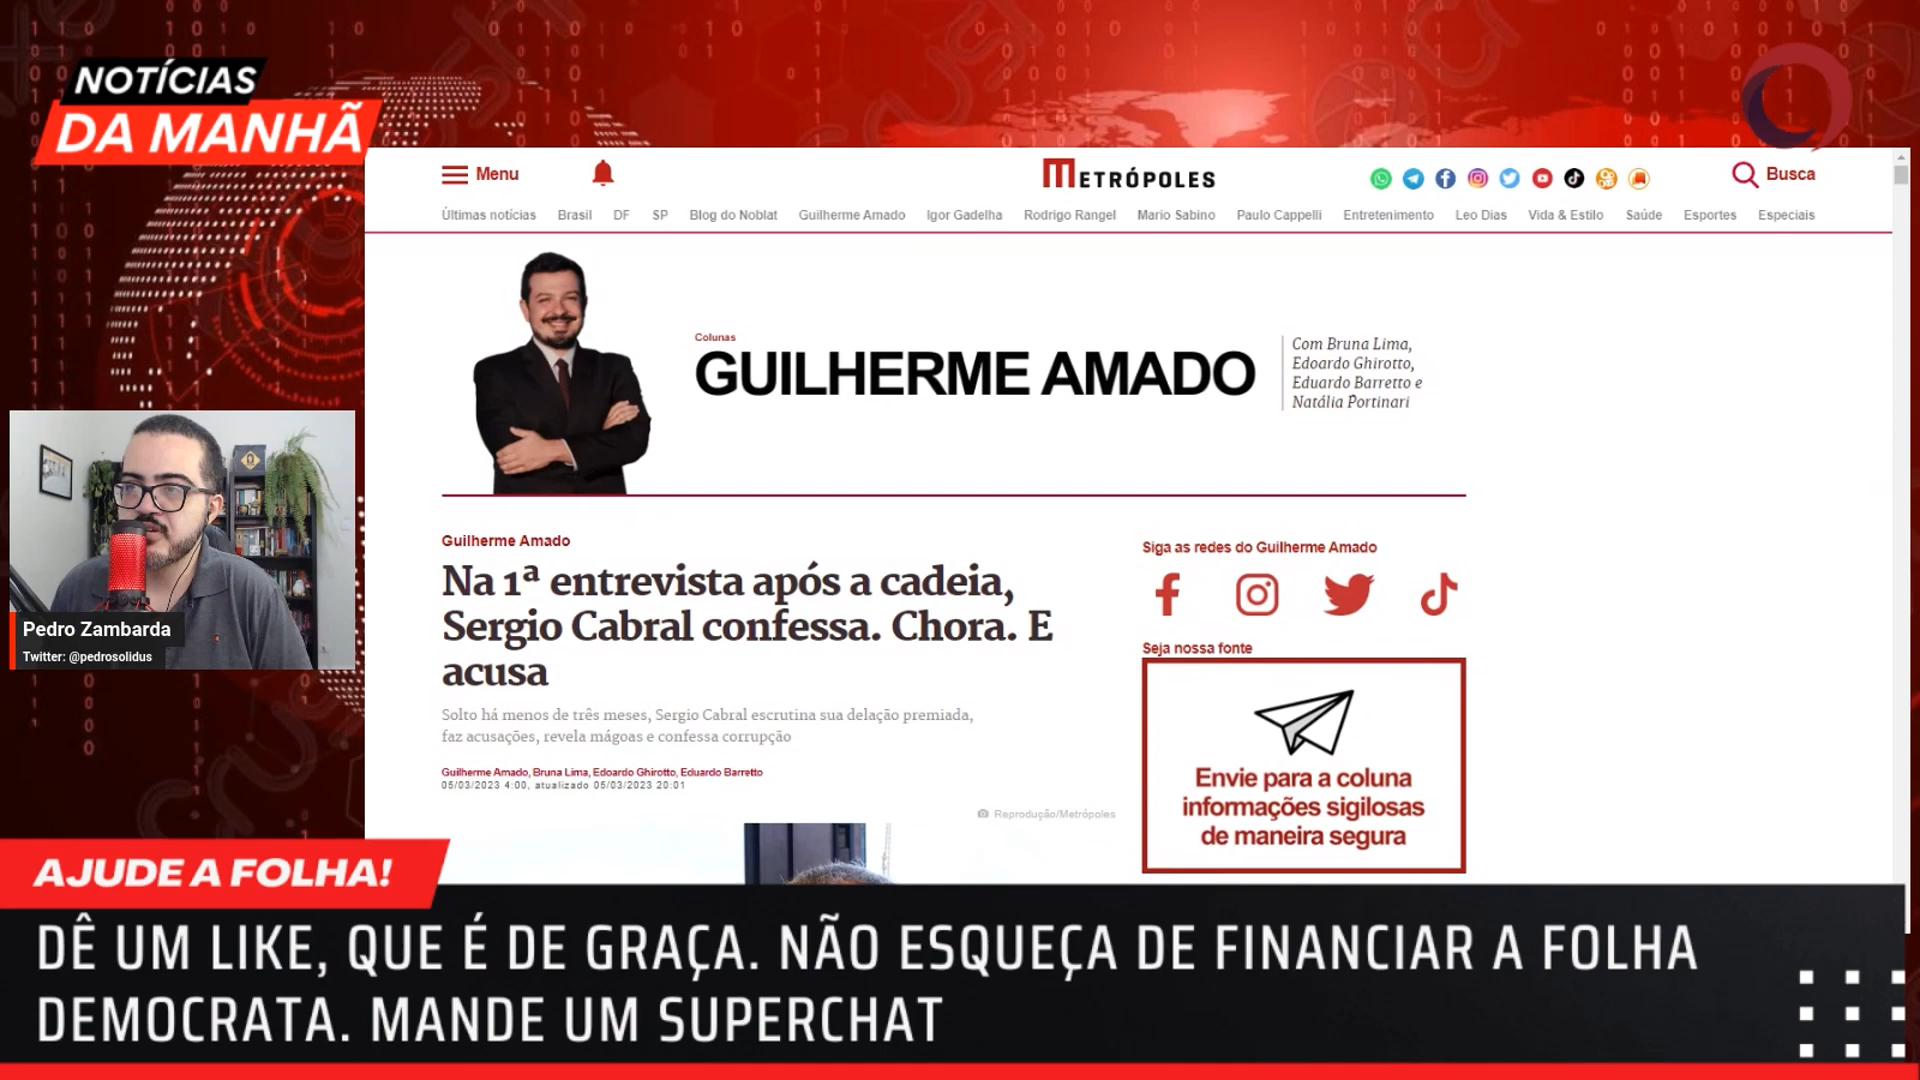 NOTÍCIAS
DA MANHÃ
Menu
METRÓPOLES
Busca
Últimas notícias Brasil DF SP Blog do Noblat Guilherme Amado Igor Gadelha Rodrigo Rangel Mario Sabino Paulo Cappelli Entretenimento Leo Dias Vida & Estilo Saúde Esportes Especiais
Colunas
GUILHERME AMADO
Com Bruna Lima,
Edoardo Ghirotto,
Eduardo Barretto e
Natália Portinari
Guilherme Amado
Na 1ª entrevista após a cadeia,
Sergio Cabral confessa. Chora. E
acusa
Solto há menos de três meses, Sergio Cabral escrutina sua delação premiada,
faz acusações, revela mágoas e confessa corrupção
Guilherme Amado, Bruna Lima, Edoardo Ghirotto, Eduardo Barretto
05/03/2023 4:00, atualizado 05/03/2023 20:01
Reprodução/Metrópoles
Siga as redes do Guilherme Amado
Seja nossa fonte
Envie para a coluna
informações sigilosas
de maneira segura
Pedro Zambarda
Twitter: @pedrosolidus
AJUDE A FOLHA!
DÊ UM LIKE, QUE É DE GRAÇA. NÃO ESQUEÇA DE FINANCIAR A FOLHA
DEMOCRATA. MANDE UM SUPERCHAT